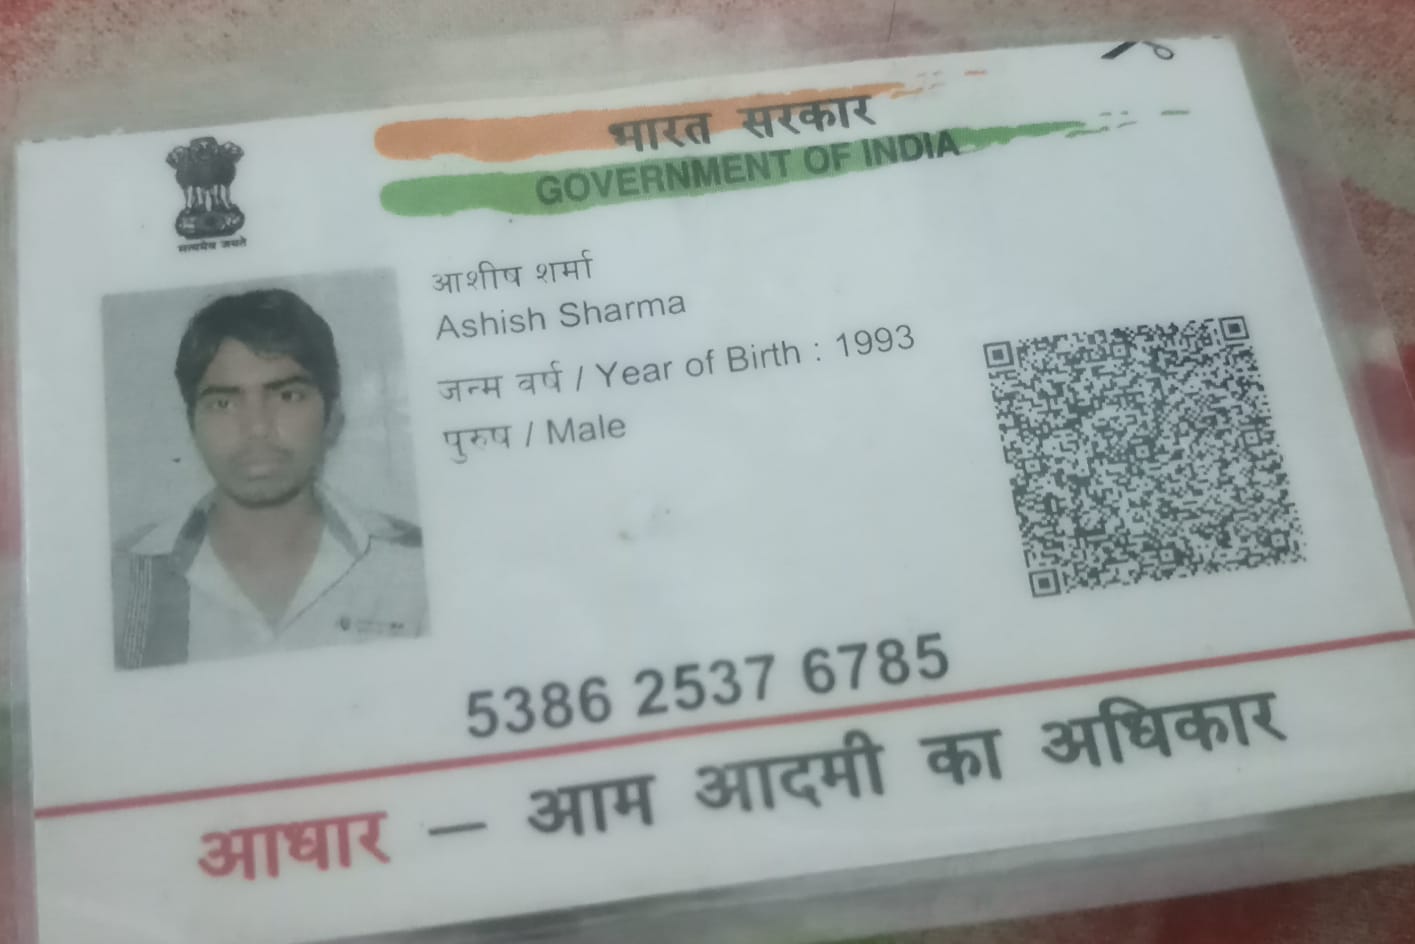 भारत सरकार
GOVERNMENT OF INDIA
सत्यमेव जयते
आशीष शर्मा
Ashish Sharma
जन्म वर्ष / Year of Birth : 1993
पुरुष / Male
5386 2537 6785
आधार — आम आदमी का अधिकार